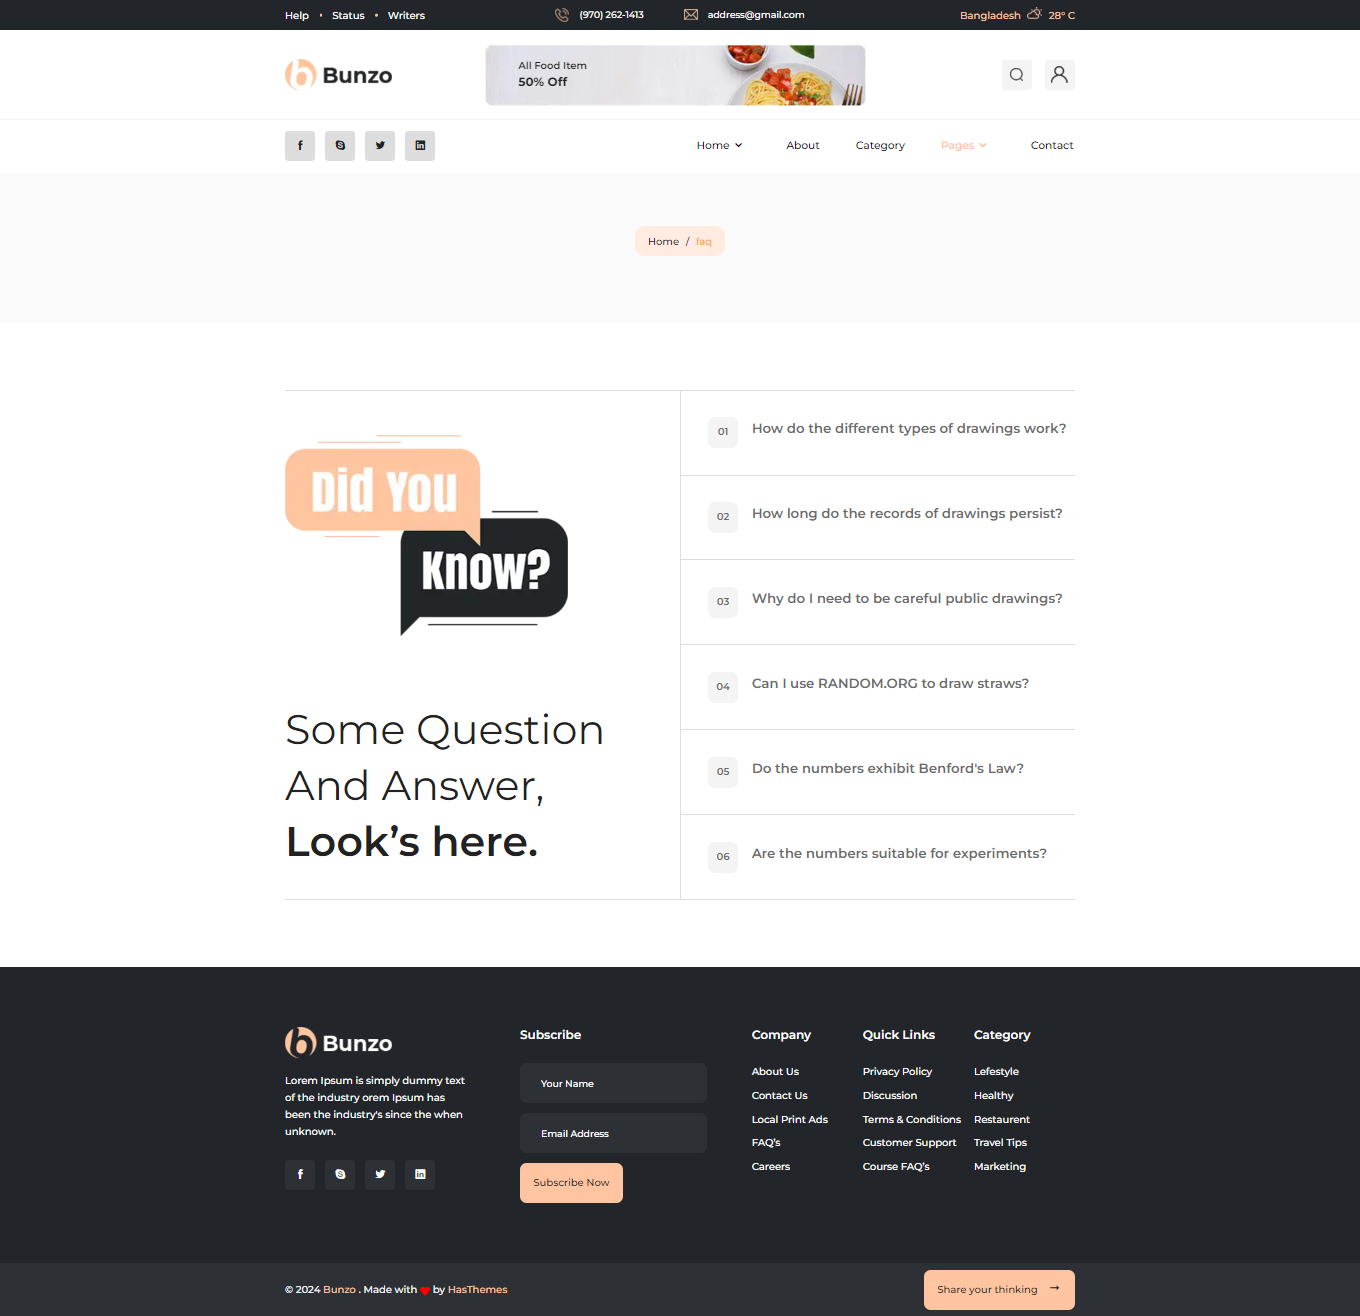 Help • Status • Writers
(970) 262-1413
address@gmail.com
Bangladesh 28° C
Bunzo
All Food Item
50% Off
Home
About
Category
Pages
Contact
Home / faq
Did You
Know?
Some Question
And Answer,
Look’s here.
01 How do the different types of drawings work?
02 How long do the records of drawings persist?
03 Why do I need to be careful public drawings?
04 Can I use RANDOM.ORG to draw straws?
05 Do the numbers exhibit Benford's Law?
06 Are the numbers suitable for experiments?
Bunzo
Lorem Ipsum is simply dummy text
of the industry orem Ipsum has
been the industry's since the when
unknown.
Subscribe
Your Name
Email Address
Subscribe Now
Company
About Us
Contact Us
Local Print Ads
FAQ’s
Careers
Quick Links
Privacy Policy
Discussion
Terms & Conditions
Customer Support
Course FAQ’s
Category
Lefestyle
Healthy
Restaurent
Travel Tips
Marketing
© 2024 Bunzo . Made with ♥ by HasThemes
Share your thinking →